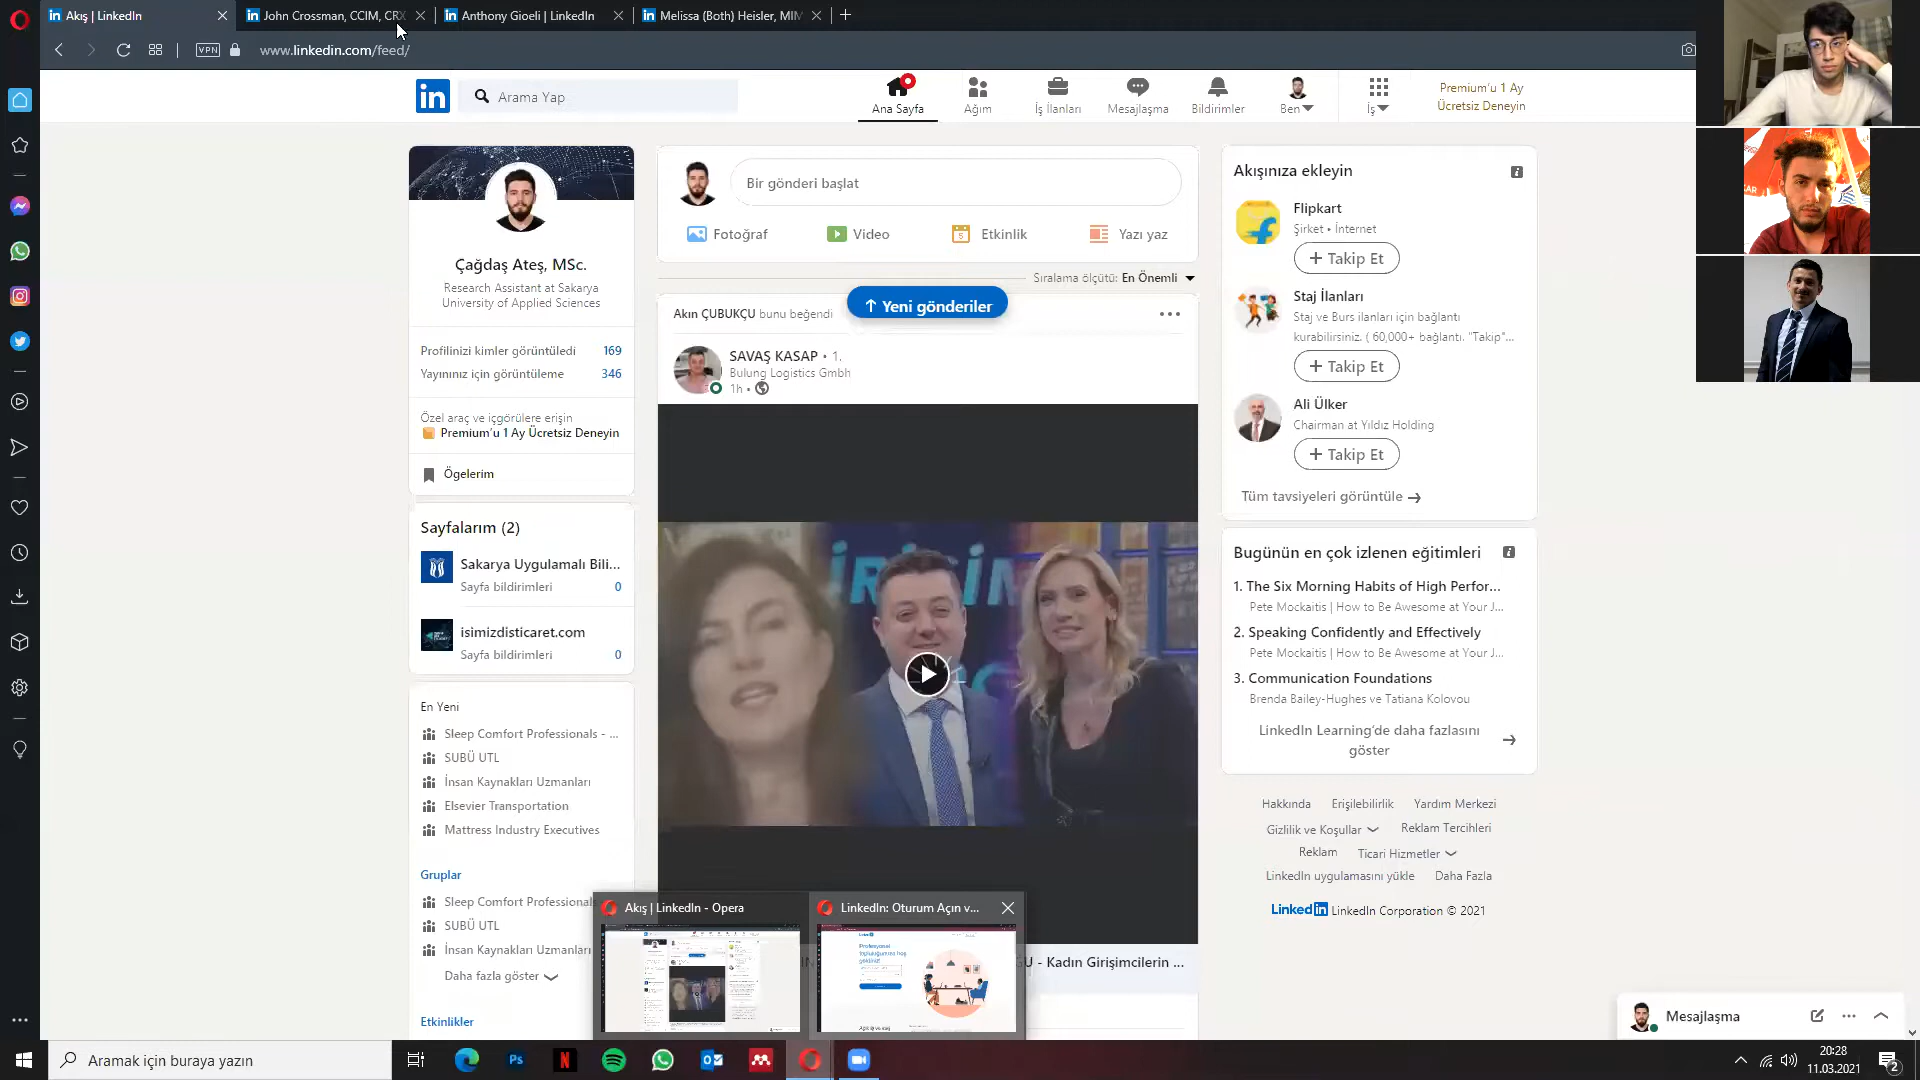 Akış | LinkedIn
John Crossman, CCIM, CRX
Anthony Gioeli | LinkedIn
Melissa (Both) Heisler, MIM
VPN
www.linkedin.com/feed/
in
Arama Yap
Ana Sayfa
Ağım
İş İlanları
Mesajlaşma
Bildirimler
Ben
İş
Premium'u 1 Ay
Ücretsiz Deneyin
Çağdaş Ateş, MSc.
Research Assistant at Sakarya
University of Applied Sciences
Profilinizi kimler görüntüledi 169
Yayınınız için görüntüleme 346
Özel araç ve içgörülere erişin
Premium'u 1 Ay Ücretsiz Deneyin
Ögelerim
Sayfalarım (2)
Sakarya Uygulamalı Bili...
Sayfa bildirimleri 0
isimizdisticaret.com
Sayfa bildirimleri 0
En Yeni
Sleep Comfort Professionals - ...
SUBÜ UTL
İnsan Kaynakları Uzmanları
Elsevier Transportation
Mattress Industry Executives
Gruplar
Sleep Comfort Professionals
SUBÜ UTL
İnsan Kaynakları Uzmanları
Daha fazla göster
Etkinlikler
Bir gönderi başlat
Fotoğraf
Video
Etkinlik
Yazı yaz
Sıralama ölçütü: En Önemli
Yeni gönderiler
Akın ÇUBUKÇU bunu beğendi
SAVAŞ KASAP • 1.
Bulung Logistics Gmbh
1h •
GU - Kadın Girişimcilerin ...
Akışınıza ekleyin
Flipkart
Şirket • İnternet
+ Takip Et
Staj İlanları
Staj ve Burs ilanları için bağlantı
kurabilirsiniz. ( 60,000+ bağlantı. "Takip"...
+ Takip Et
Ali Ülker
Chairman at Yıldız Holding
+ Takip Et
Tüm tavsiyeleri görüntüle
Bugünün en çok izlenen eğitimleri
1. The Six Morning Habits of High Perfor...
Pete Mockaitis | How to Be Awesome at Your J...
2. Speaking Confidently and Effectively
Pete Mockaitis | How to Be Awesome at Your J...
3. Communication Foundations
Brenda Bailey-Hughes ve Tatiana Kolovou
LinkedIn Learning'de daha fazlasını
göster
Hakkında Erişilebilirlik Yardım Merkezi
Gizlilik ve Koşullar Reklam Tercihleri
Reklam Ticari Hizmetler
LinkedIn uygulamasını yükle Daha Fazla
LinkedIn LinkedIn Corporation © 2021
Akış | LinkedIn - Opera
LinkedIn: Oturum Açın v...
Mesajlaşma
Aramak için buraya yazın
Ps
20:28
11.03.2021
2